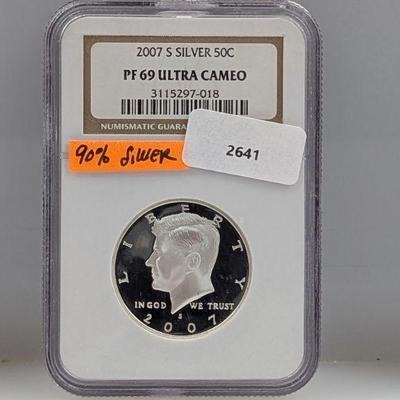 2007 S SILVER 50C
PF 69 ULTRA CAMEO
3115297-018
NUMISMATIC GUARA
90% SILVER
2641
LIBERTY
IN GOD WE TRUST
S
2007